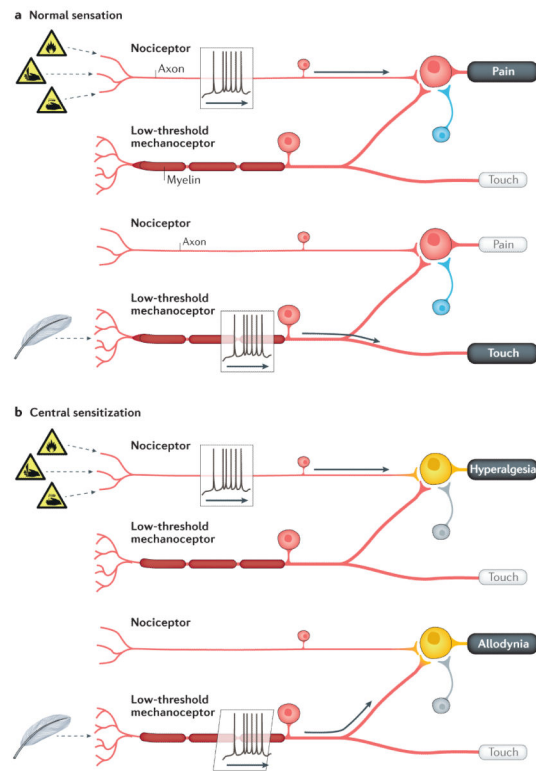 a Normal sensation
Nociceptor
Axon
Pain
Low-threshold
mechanoceptor
Myelin
Touch
Nociceptor
Axon
Pain
Low-threshold
mechanoceptor
Touch
b Central sensitization
Nociceptor
Hyperalgesia
Low-threshold
mechanoceptor
Touch
Nociceptor
Allodynia
Low-threshold
mechanoceptor
Touch